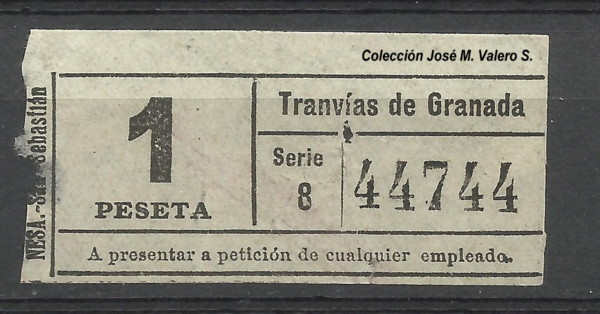 Colección José M. Valero S.
NESA.-San Sebastián
1
PESETA
Tranvías de Granada
Serie
8
44744
A presentar a petición de cualquier empleado.